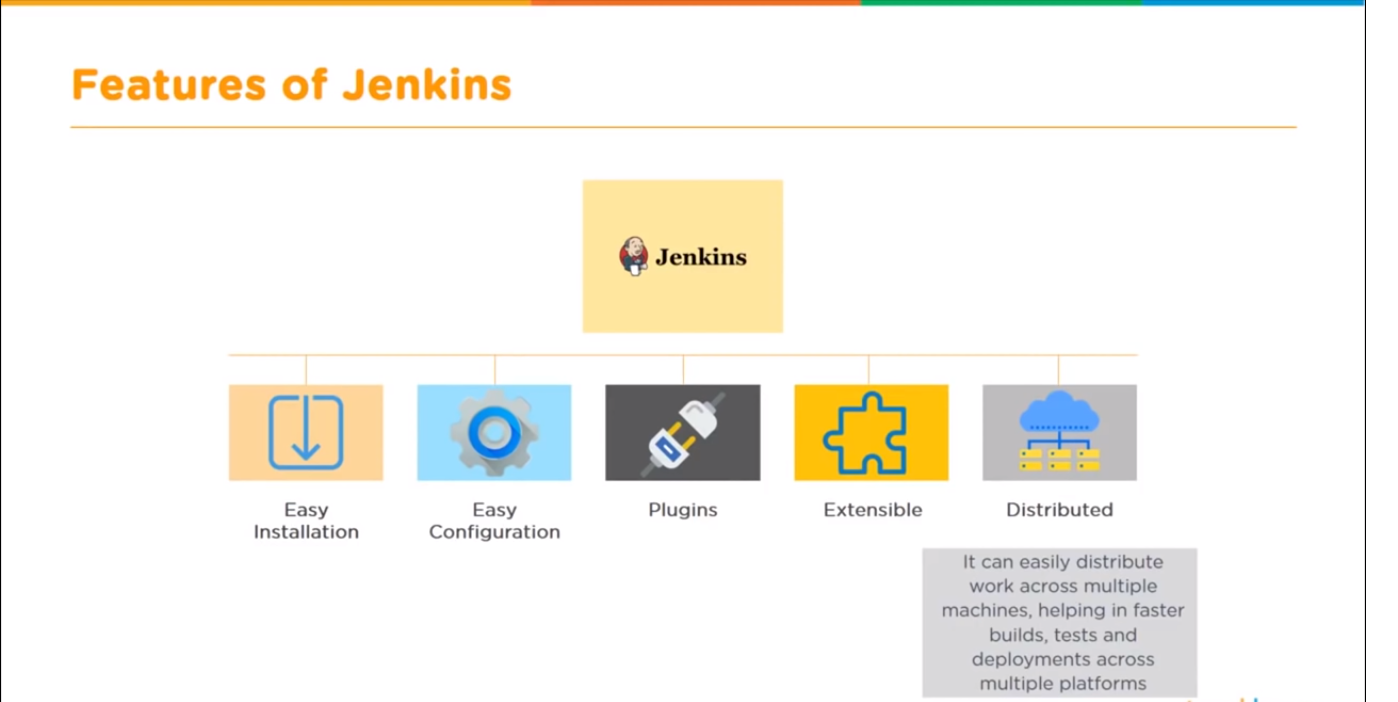 Features of Jenkins
Jenkins
Easy
Installation
Easy
Configuration
Plugins
Extensible
Distributed
It can easily distribute
work across multiple
machines, helping in faster
builds, tests and
deployments across
multiple platforms